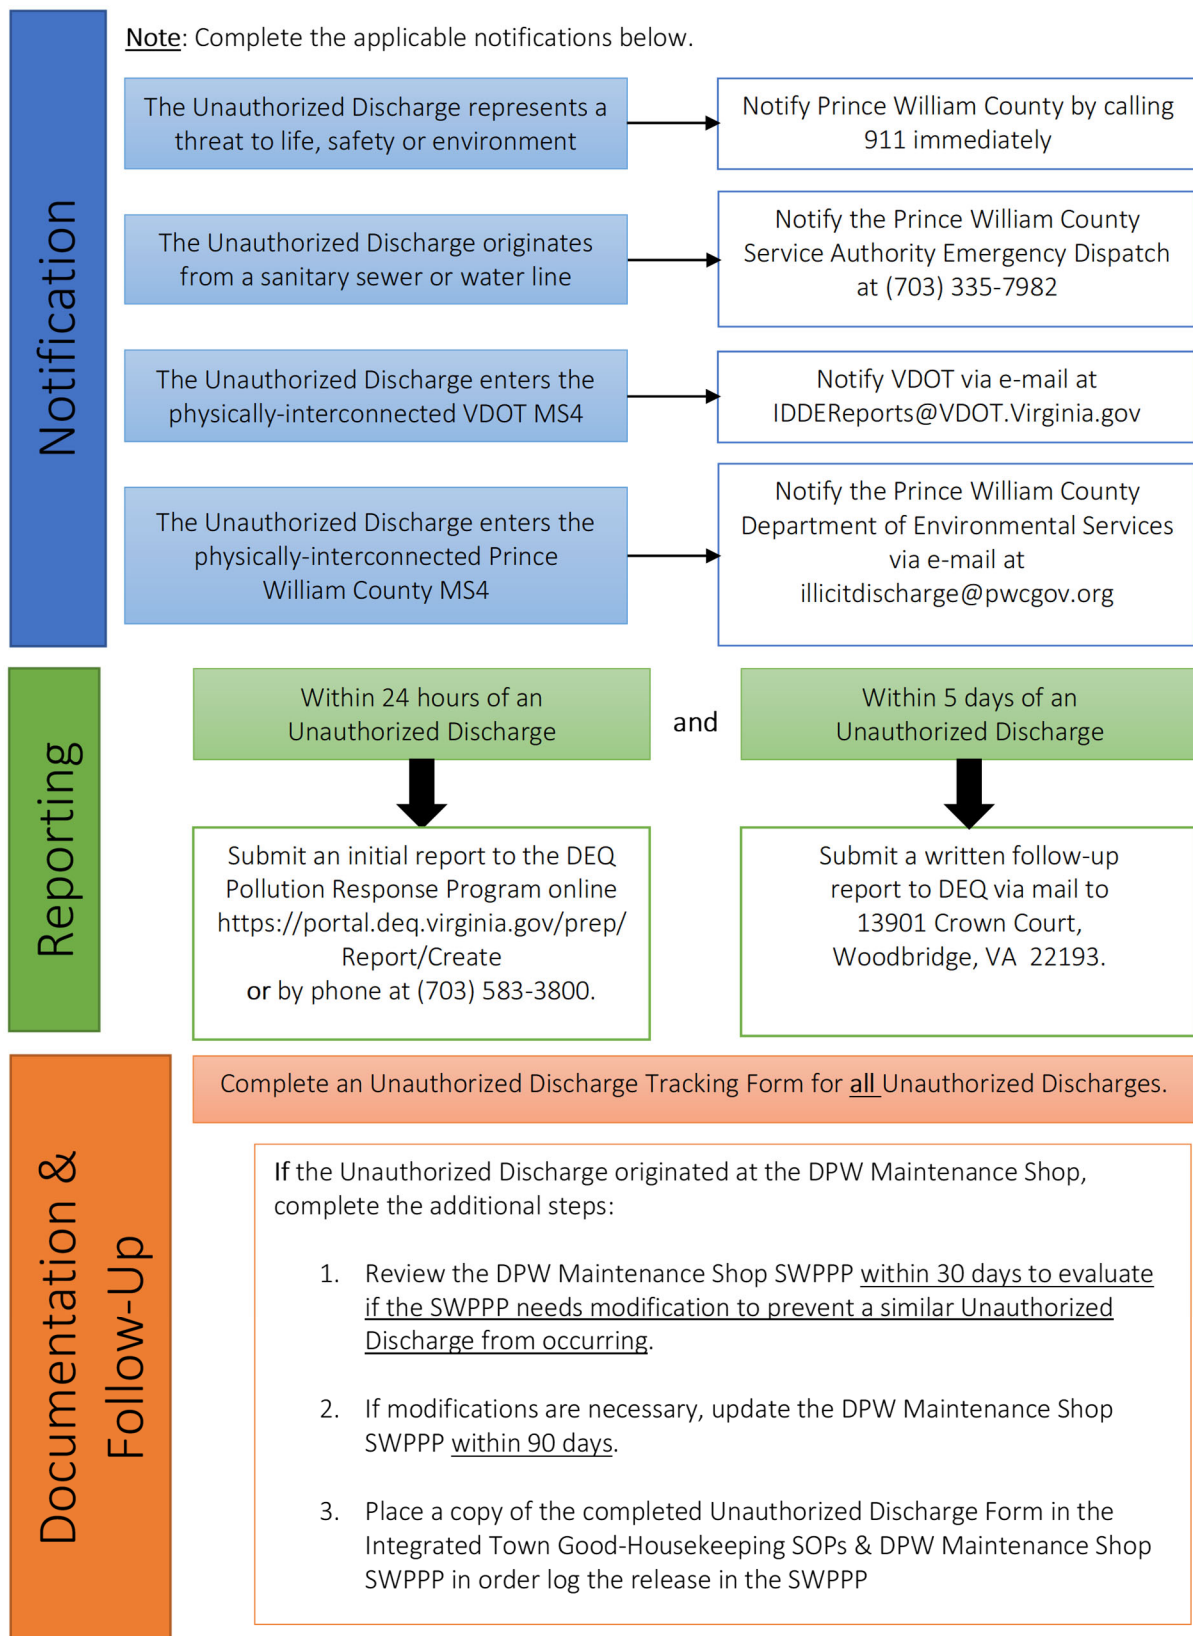 Note: Complete the applicable notifications below.
Notification
The Unauthorized Discharge represents a
threat to life, safety or environment
Notify Prince William County by calling
911 immediately
The Unauthorized Discharge originates
from a sanitary sewer or water line
Notify the Prince William County
Service Authority Emergency Dispatch
at (703) 335-7982
The Unauthorized Discharge enters the
physically-interconnected VDOT MS4
Notify VDOT via e-mail at
IDDEReports@VDOT.Virginia.gov
The Unauthorized Discharge enters the
physically-interconnected Prince
William County MS4
Notify the Prince William County
Department of Environmental Services
via e-mail at
illicitdischarge@pwcgov.org
Reporting
Within 24 hours of an
Unauthorized Discharge
and
Within 5 days of an
Unauthorized Discharge
Submit an initial report to the DEQ
Pollution Response Program online
https://portal.deq.virginia.gov/prep/
Report/Create
or by phone at (703) 583-3800.
Submit a written follow-up
report to DEQ via mail to
13901 Crown Court,
Woodbridge, VA  22193.
Documentation &
Follow-Up
Complete an Unauthorized Discharge Tracking Form for all Unauthorized Discharges.
If the Unauthorized Discharge originated at the DPW Maintenance Shop,
complete the additional steps:
1. Review the DPW Maintenance Shop SWPPP within 30 days to evaluate
if the SWPPP needs modification to prevent a similar Unauthorized
Discharge from occurring.
2. If modifications are necessary, update the DPW Maintenance Shop
SWPPP within 90 days.
3. Place a copy of the completed Unauthorized Discharge Form in the
Integrated Town Good-Housekeeping SOPs & DPW Maintenance Shop
SWPPP in order log the release in the SWPPP